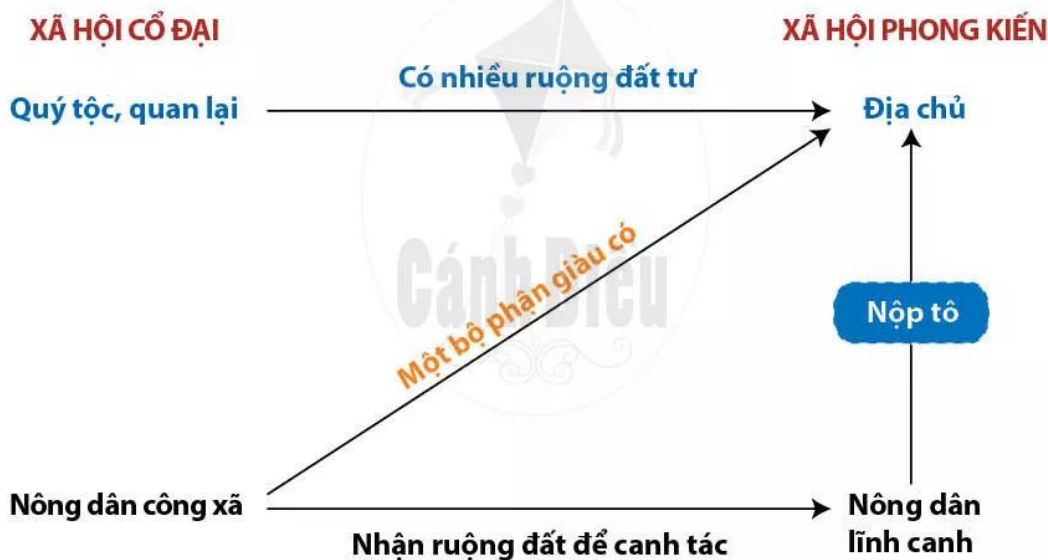 XÃ HỘI CỔ ĐẠI
XÃ HỘI PHONG KIẾN
Có nhiều ruộng đất tư
Quý tộc, quan lại
Địa chủ
Một bộ phận giàu có
Cánh Diều
Nộp tô
Nông dân công xã
Nông dân
lĩnh canh
Nhận ruộng đất để canh tác